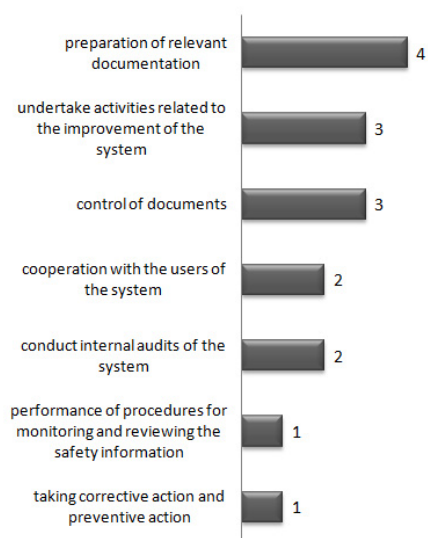 preparation of relevant
documentation
4
undertake activities related to
the improvement of the
system
3
control of documents
3
cooperation with the users of
the system
2
conduct internal audits of the
system
2
performance of procedures for
monitoring and reviewing the
safety information
1
taking corrective action and
preventive action
1